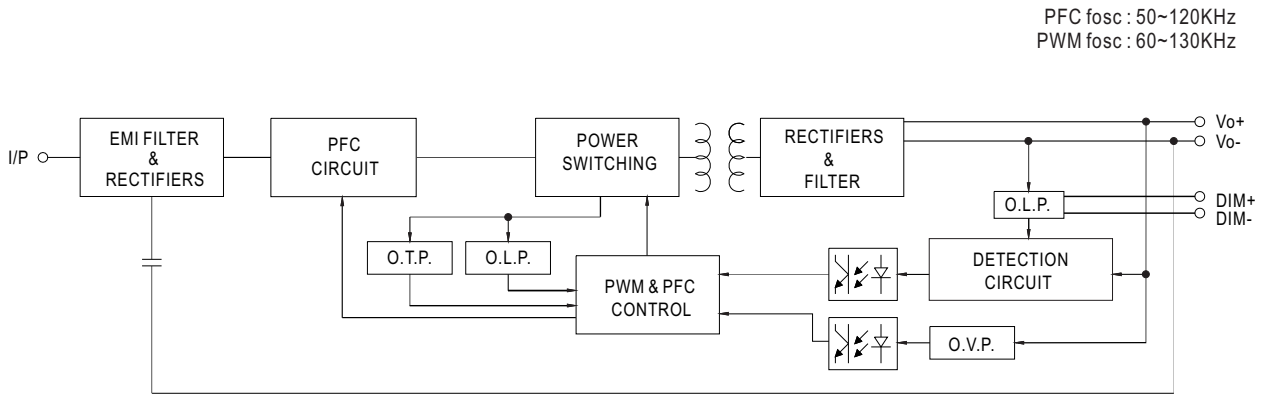 PFC fosc : 50~120KHz
PWM fosc : 60~130KHz
I/P
EMI FILTER
&
RECTIFIERS
PFC
CIRCUIT
POWER
SWITCHING
RECTIFIERS
&
FILTER
Vo+
Vo-
DIM+
DIM-
O.L.P.
O.T.P.
O.L.P.
PWM & PFC
CONTROL
DETECTION
CIRCUIT
O.V.P.